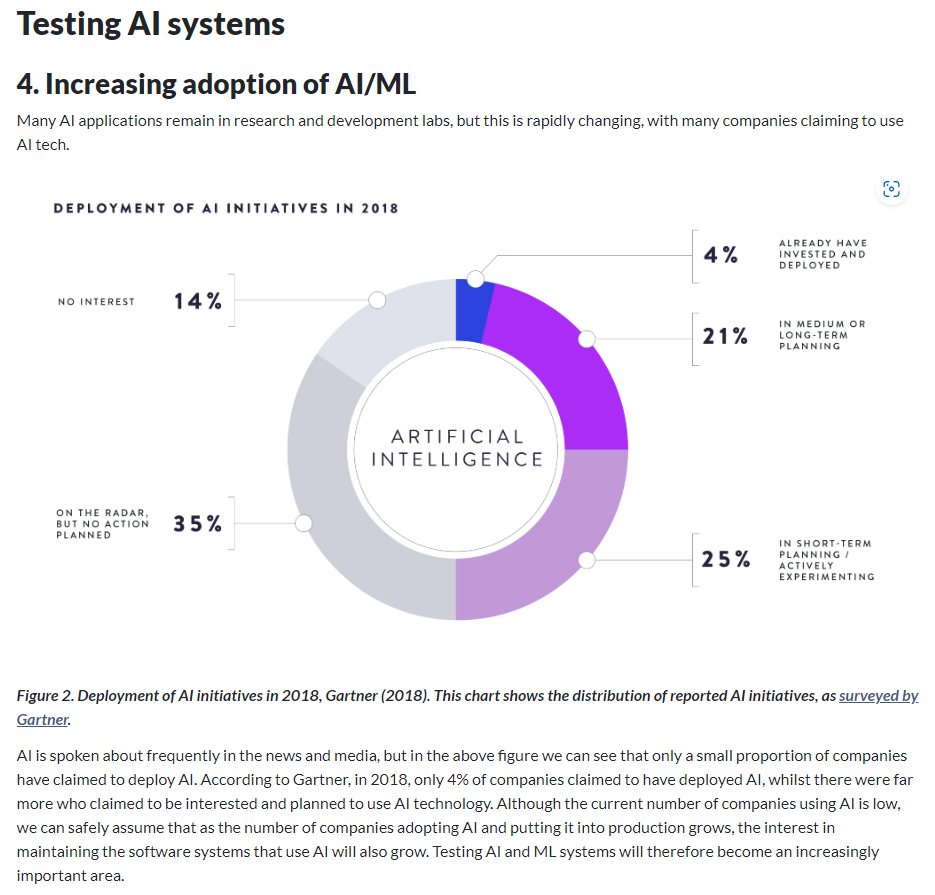 Testing AI systems
4. Increasing adoption of AI/ML
Many AI applications remain in research and development labs, but this is rapidly changing, with many companies claiming to use
AI tech.
DEPLOYMENT OF AI INITIATIVES IN 2018
4%
ALREADY HAVE
INVESTED AND
DEPLOYED
NO INTEREST
14%
21%
IN MEDIUM OR
LONG-TERM
PLANNING
ARTIFICIAL
INTELLIGENCE
ON THE RADAR,
BUT NO ACTION
PLANNED
35%
25%
IN SHORT-TERM
PLANNING /
ACTIVELY
EXPERIMENTING
Figure 2. Deployment of AI initiatives in 2018, Gartner (2018). This chart shows the distribution of reported AI initiatives, as surveyed by
Gartner.
AI is spoken about frequently in the news and media, but in the above figure we can see that only a small proportion of companies
have claimed to deploy AI. According to Gartner, in 2018, only 4% of companies claimed to have deployed AI, whilst there were far
more who claimed to be interested and planned to use AI technology. Although the current number of companies using AI is low,
we can safely assume that as the number of companies adopting AI and putting it into production grows, the interest in
maintaining the software systems that use AI will also grow. Testing AI and ML systems will therefore become an increasingly
important area.